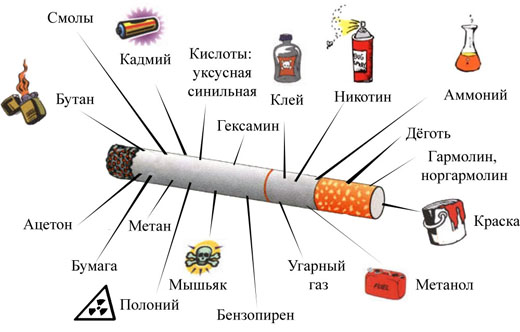 Смолы
Кадмий
Кислоты:
уксусная
синильная
Клей
Никотин
Аммоний
Бутан
Гексамин
Дёготь
Гармолин,
норгармолин
Ацетон
Метан
Краска
Бумага
Мышьяк
Угарный
газ
Метанол
FUEL
Полоний
Бензопирен